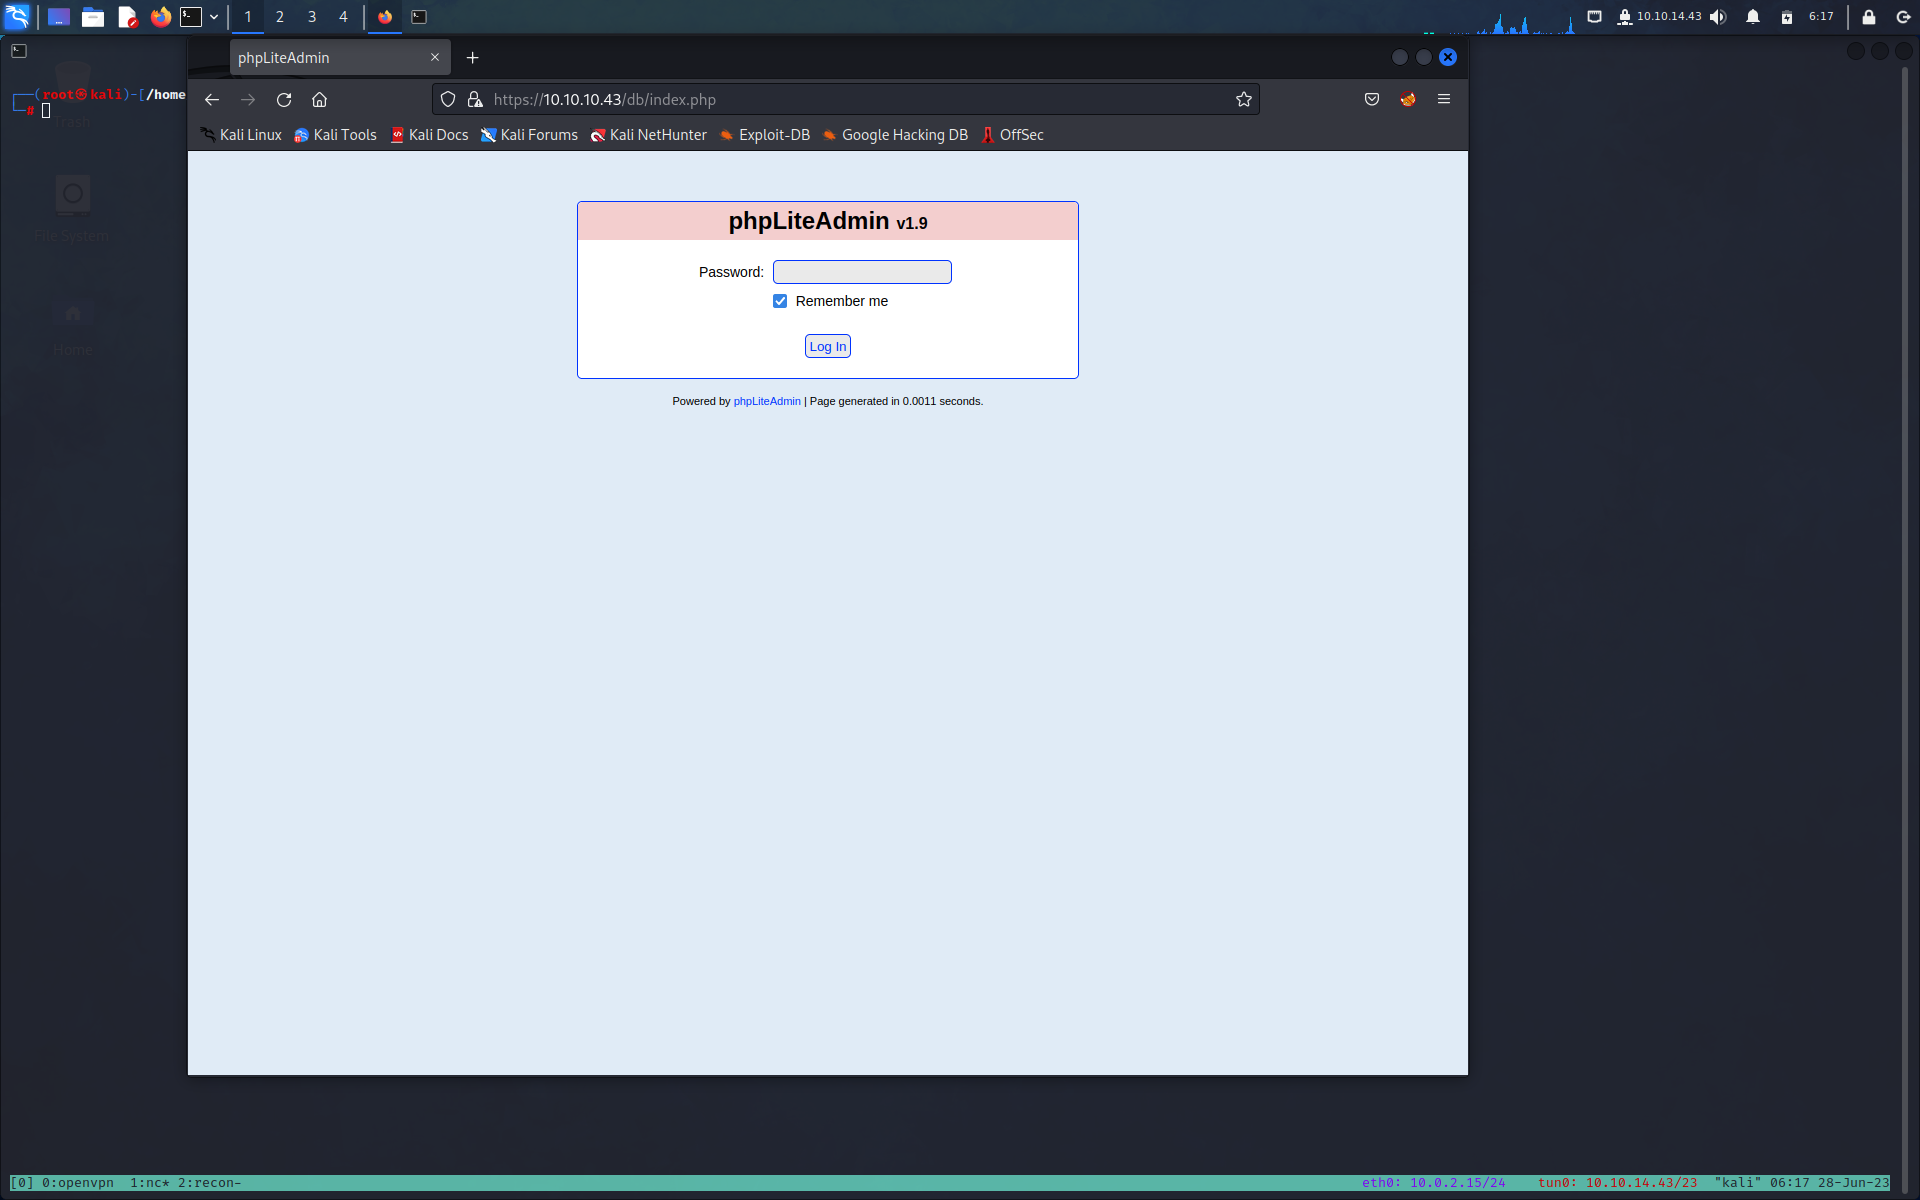 1 2 3 4 10.10.14.43 6:17
phpLiteAdmin
┌──(root㉿kali)-[/home
└─#
Trash
File System
Home
https://10.10.10.43/db/index.php
Kali Linux Kali Tools Kali Docs Kali Forums Kali NetHunter Exploit-DB Google Hacking DB OffSec
phpLiteAdmin v1.9
Password:
Remember me
Log In
Powered by phpLiteAdmin | Page generated in 0.0011 seconds.
[0] 0:openvpn 1:nc* 2:recon- eth0: 10.0.2.15/24 tun0: 10.10.14.43/23 "kali" 06:17 28-Jun-23